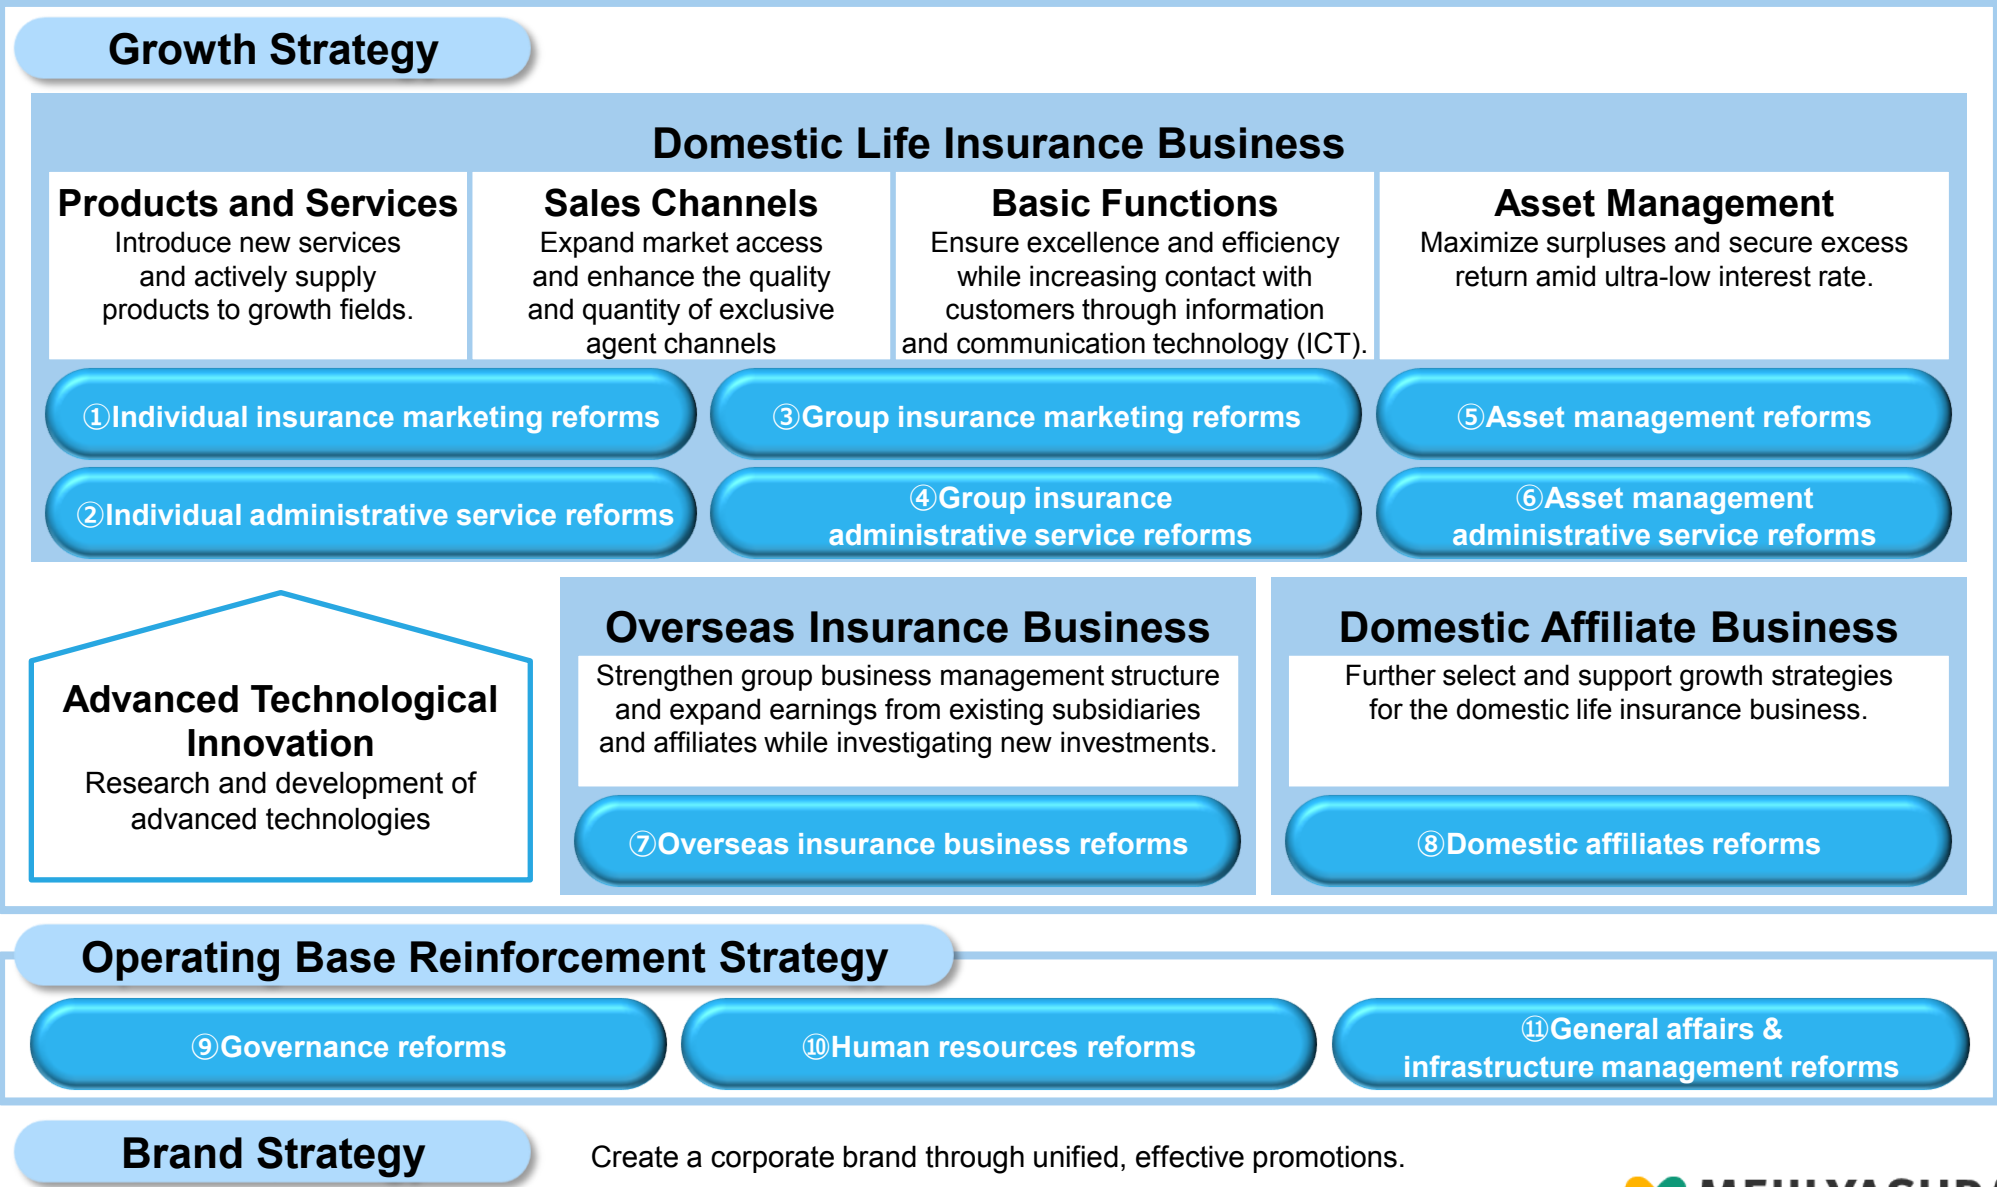 Growth Strategy
Domestic Life Insurance Business
Products and Services
Introduce new services
and actively supply
products to growth fields.
Sales Channels
Expand market access
and enhance the quality
and quantity of exclusive
agent channels
Basic Functions
Ensure excellence and efficiency
while increasing contact with
customers through information
and communication technology (ICT).
Asset Management
Maximize surpluses and secure excess
return amid ultra-low interest rate.
①Individual insurance marketing reforms
③Group insurance marketing reforms
⑤Asset management reforms
②Individual administrative service reforms
④Group insurance
administrative service reforms
⑥Asset management
administrative service reforms
Advanced Technological
Innovation
Research and development of
advanced technologies
Overseas Insurance Business
Strengthen group business management structure
and expand earnings from existing subsidiaries
and affiliates while investigating new investments.
⑦Overseas insurance business reforms
Domestic Affiliate Business
Further select and support growth strategies
for the domestic life insurance business.
⑧Domestic affiliates reforms
Operating Base Reinforcement Strategy
⑨Governance reforms
⑩Human resources reforms
⑪General affairs &
infrastructure management reforms
Brand Strategy
Create a corporate brand through unified, effective promotions.